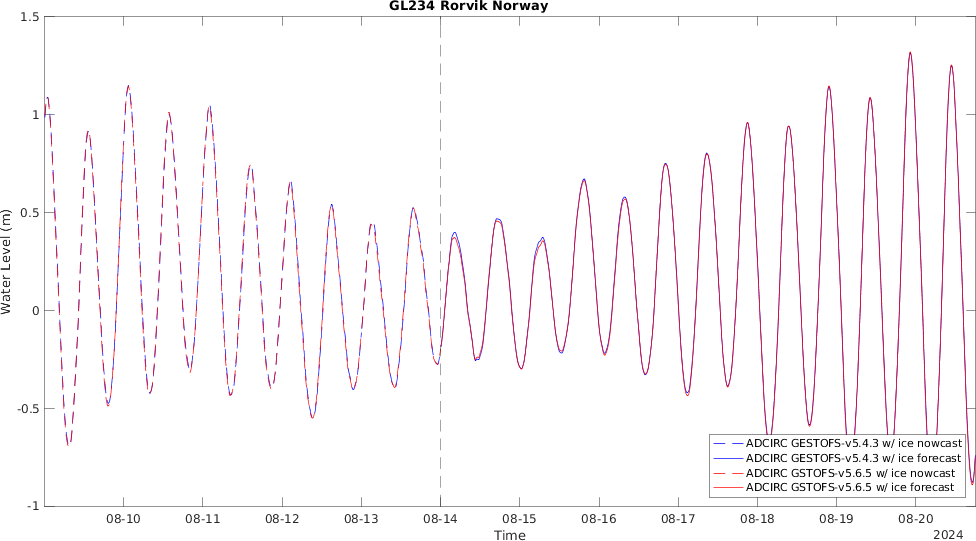 GL234 Rorvik Norway
1.5
1
0.5
0
-0.5
-1
Water Level (m)
ADCIRC GESTOFS-v5.4.3 w/ ice nowcast
ADCIRC GESTOFS-v5.4.3 w/ ice forecast
ADCIRC GSTOFS-v5.6.5 w/ ice nowcast
ADCIRC GSTOFS-v5.6.5 w/ ice forecast
08-10 08-11 08-12 08-13 08-14 08-15 08-16 08-17 08-18 08-19 08-20
Time
2024